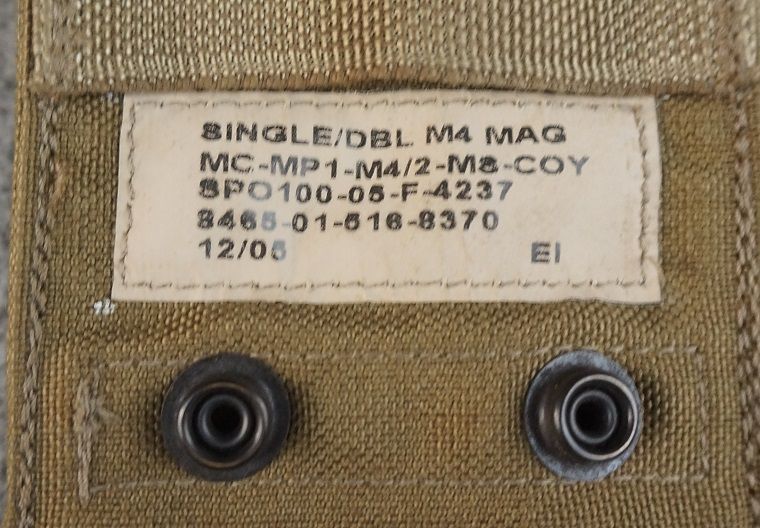 SINGLE/DBL M4 MAG
MC-MP1-M4/2-MS-COY
SPO100-05-F-4237
8465-01-516-8370
12/05 EI